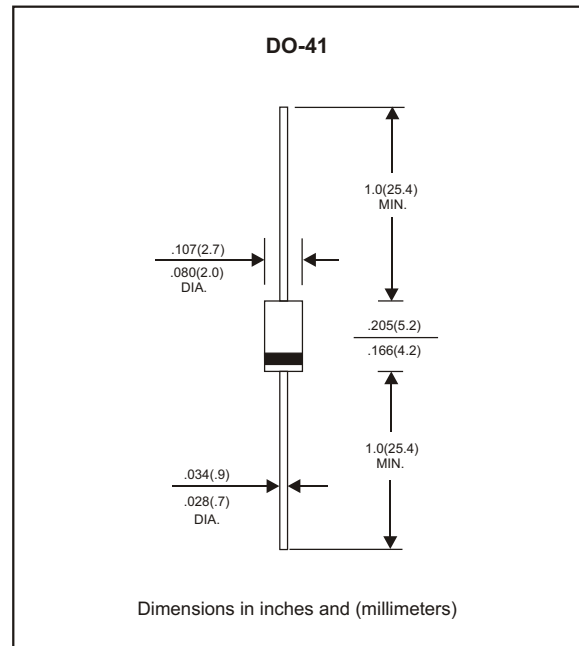 DO-41
1.0(25.4)
MIN.
.107(2.7)
.080(2.0)
DIA.
.205(5.2)
.166(4.2)
1.0(25.4)
MIN.
.034(.9)
.028(.7)
DIA.
Dimensions in inches and (millimeters)